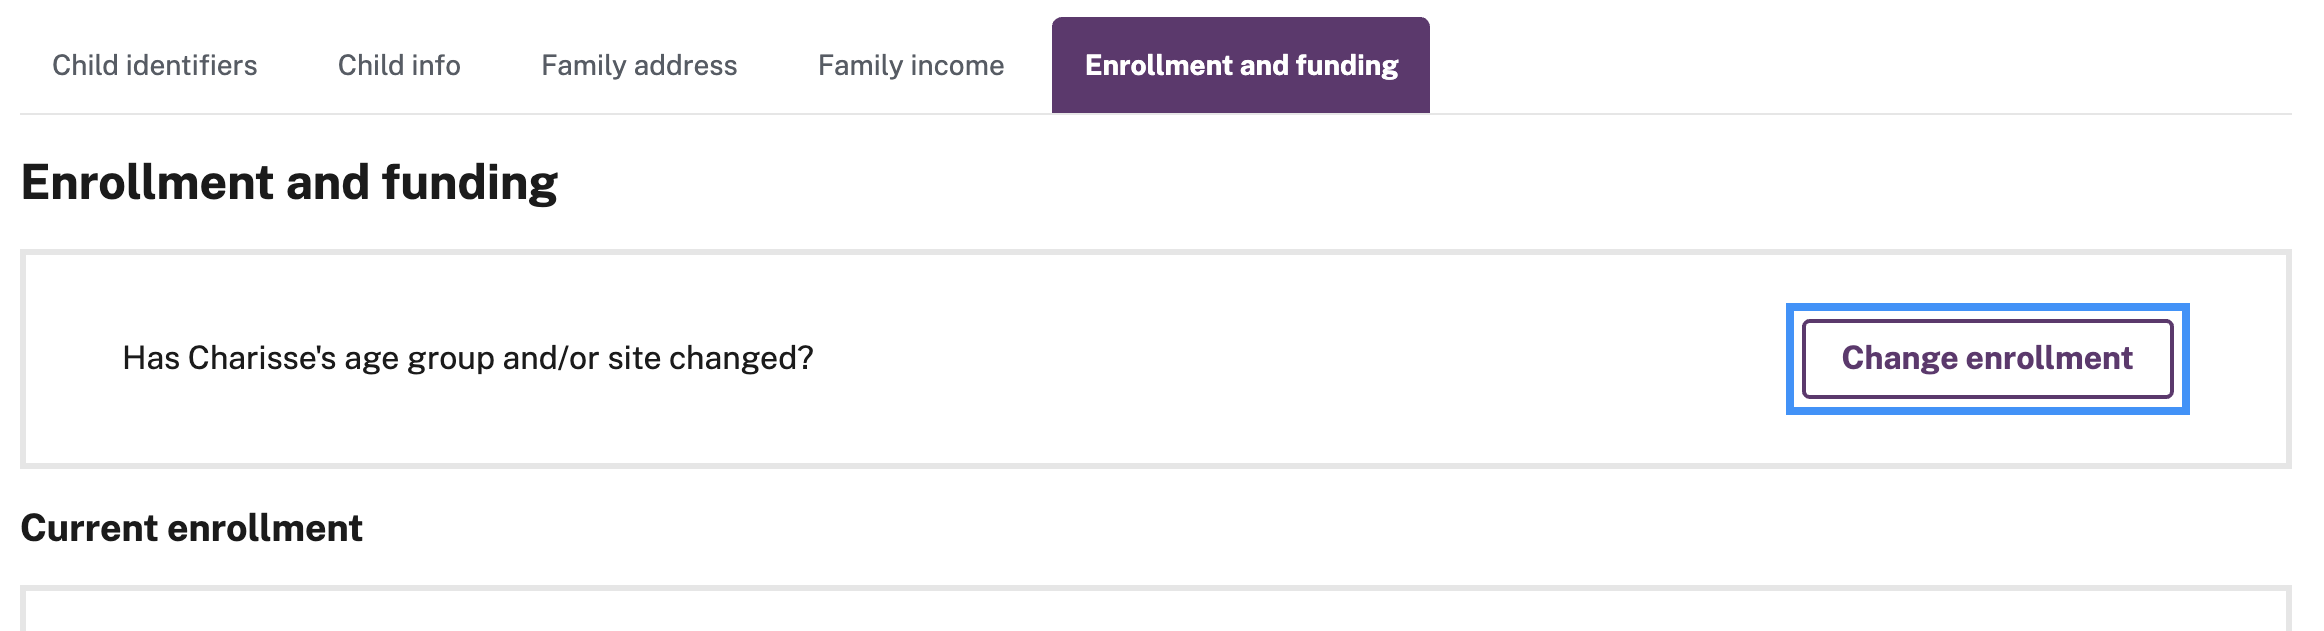 Child identifiers Child info Family address Family income Enrollment and funding
Enrollment and funding
Has Charisse's age group and/or site changed? Change enrollment
Current enrollment